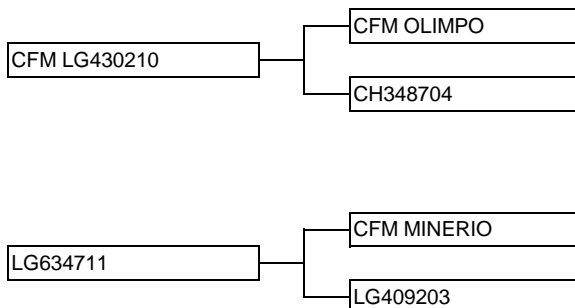 CFM OLIMPO
CFM LG430210
CH348704
CFM MINERIO
LG634711
LG409203